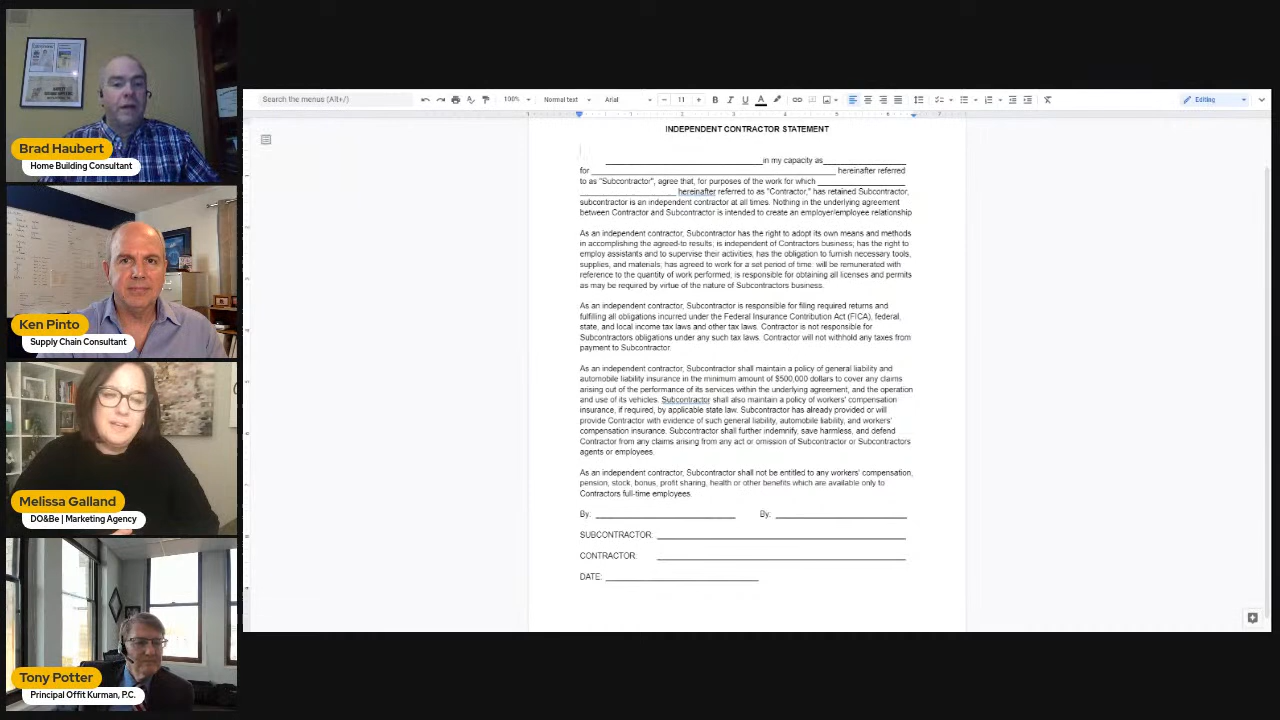 Brad Haubert
Home Building Consultant
Ken Pinto
Supply Chain Consultant
Melissa Galland
DO&Be | Marketing Agency
Tony Potter
Principal Offit Kurman, P.C.
Search the menus (Alt+/)
100%
Normal text
Arial
11
Editing
INDEPENDENT CONTRACTOR STATEMENT
in my capacity as
for hereinafter referred
to as "Subcontractor", agree that, for purposes of the work for which
hereinafter referred to as "Contractor," has retained Subcontractor,
subcontractor is an independent contractor at all times. Nothing in the underlying agreement
between Contractor and Subcontractor is intended to create an employer/employee relationship
As an independent contractor, Subcontractor has the right to adopt its own means and methods
in accomplishing the agreed-to results; is independent of Contractors business; has the right to
employ assistants and to supervise their activities; has the obligation to furnish necessary tools,
supplies, and materials; has agreed to work for a set period of time: will be remunerated with
reference to the quantity of work performed; is responsible for obtaining all licenses and permits
as may be required by virtue of the nature of Subcontractors business.
As an independent contractor, Subcontractor is responsible for filing required returns and
fulfilling all obligations incurred under the Federal Insurance Contribution Act (FICA), federal,
state, and local income tax laws and other tax laws. Contractor is not responsible for
Subcontractors obligations under any such tax laws. Contractor will not withhold any taxes from
payment to Subcontractor.
As an independent contractor, Subcontractor shall maintain a policy of general liability and
automobile liability insurance in the minimum amount of $500,000 dollars to cover any claims
arising out of the performance of its services within the underlying agreement, and the operation
and use of its vehicles. Subcontractor shall also maintain a policy of workers' compensation
insurance, if required, by applicable state law. Subcontractor has already provided or will
provide Contractor with evidence of such general liability, automobile liability, and workers'
compensation insurance. Subcontractor shall further indemnify, save harmless, and defend
Contractor from any claims arising from any act or omission of Subcontractor or Subcontractors
agents or employees.
As an independent contractor, Subcontractor shall not be entitled to any workers' compensation,
pension, stock, bonus, profit sharing, health or other benefits which are available only to
Contractors full-time employees.
By: By:
SUBCONTRACTOR:
CONTRACTOR:
DATE: